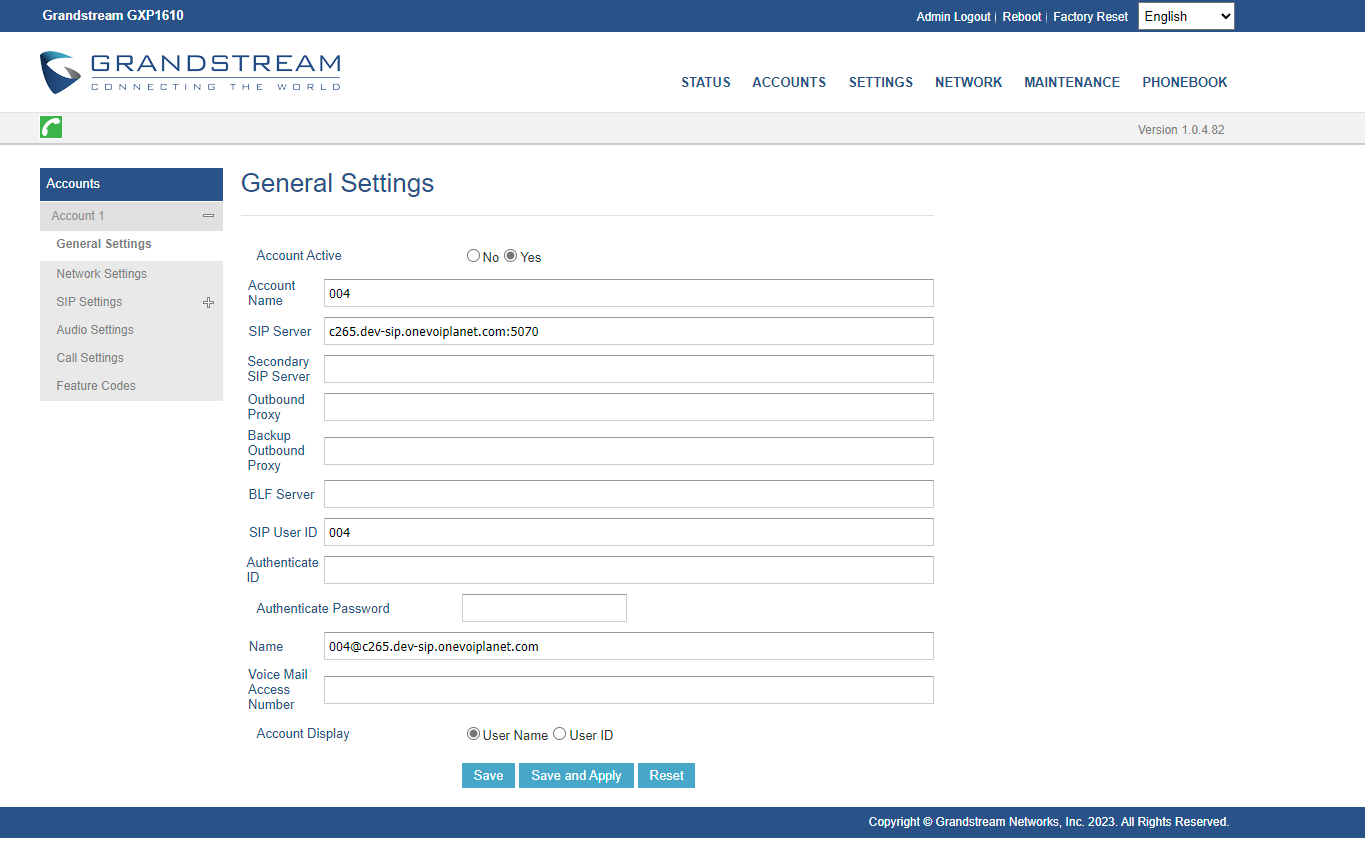 Grandstream GXP1610
Admin Logout | Reboot | Factory Reset English
GRANDSTREAM
CONNECTING THE WORLD
STATUS ACCOUNTS SETTINGS NETWORK MAINTENANCE PHONEBOOK
Version 1.0.4.82
Accounts
Account 1
General Settings
Network Settings
SIP Settings
Audio Settings
Call Settings
Feature Codes
General Settings
Account Active No Yes
Account
Name
004
SIP Server c265.dev-sip.onevoiplanet.com:5070
Secondary
SIP Server
Outbound
Proxy
Backup
Outbound
Proxy
BLF Server
SIP User ID 004
Authenticate
ID
Authenticate Password
Name 004@c265.dev-sip.onevoiplanet.com
Voice Mail
Access
Number
Account Display User Name User ID
Save Save and Apply Reset
Copyright © Grandstream Networks, Inc. 2023. All Rights Reserved.